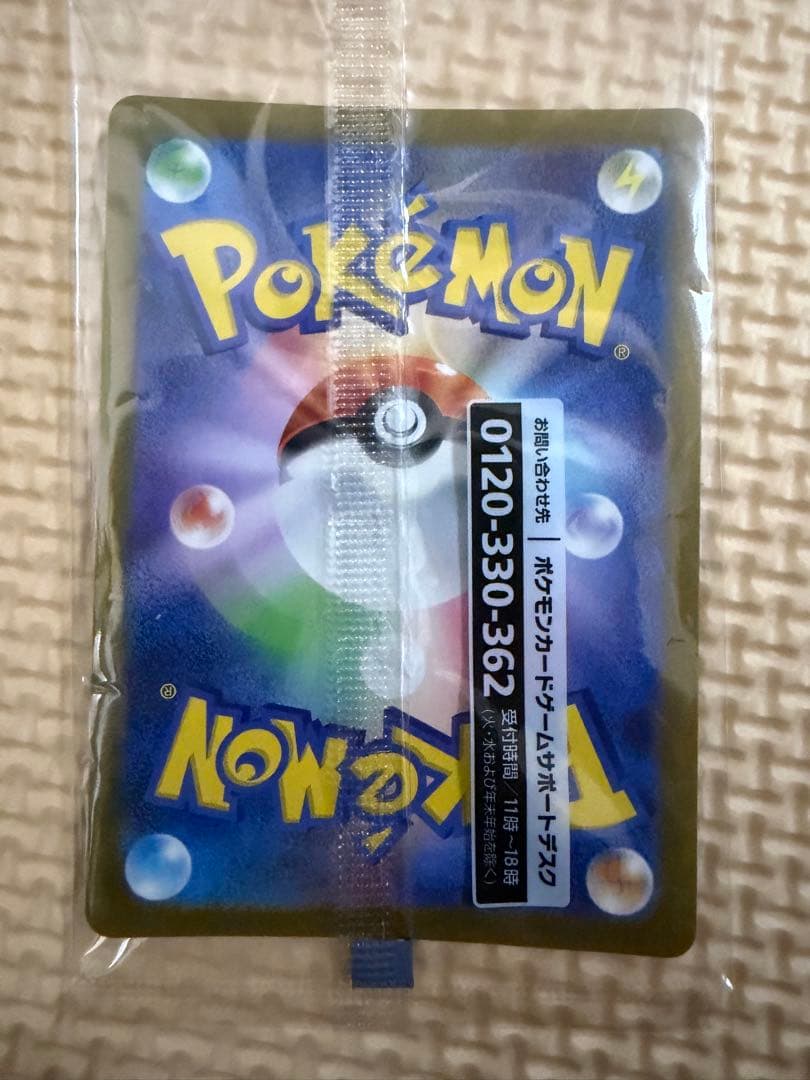 POKéMON
®
お問い合わせ先 | ポケモンカードゲームサポートデスク
0120-330-362 受付時間/11時～18時
(火・水および年末年始を除く)
POKéMON
®